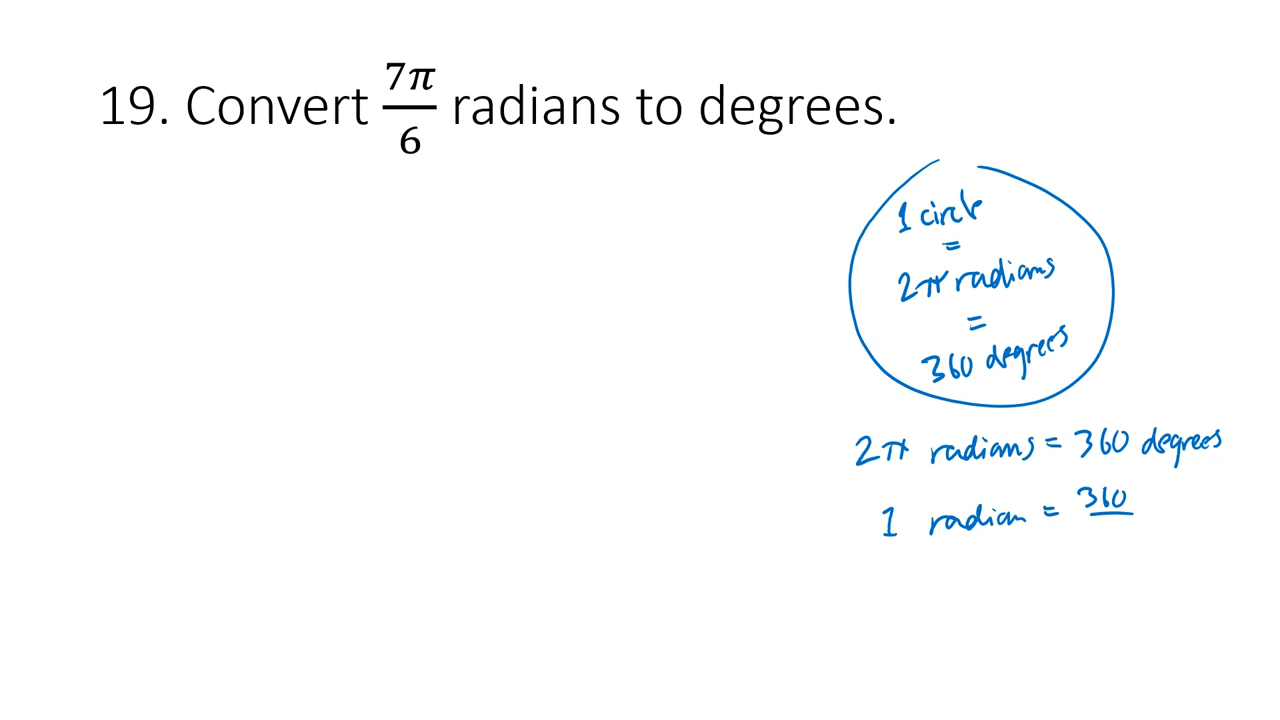 19. Convert 7π/6 radians to degrees.
1 circle
=
2π radians
=
360 degrees
2π radians = 360 degrees
1 radian = 360